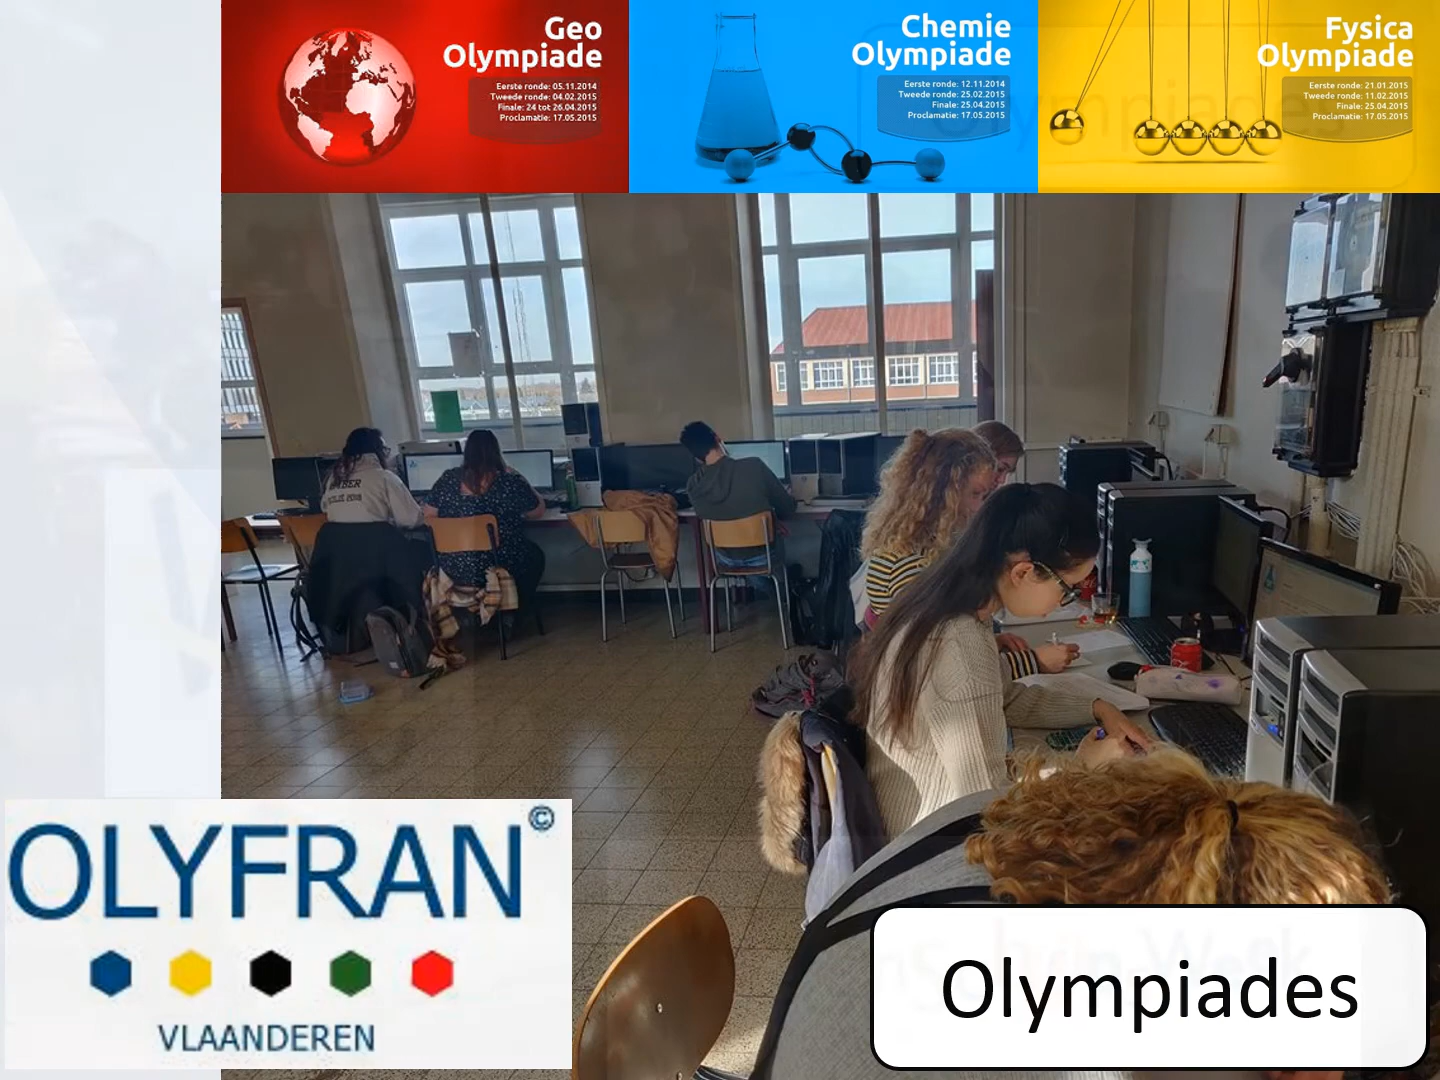 Geo
Olympiade
Eerste ronde: 05.11.2014
Tweede ronde: 04.02.2015
Finale: 24 tot 26.04.2015
Proclamatie: 17.05.2015
Chemie
Olympiade
Eerste ronde: 12.11.2014
Tweede ronde: 25.02.2015
Finale: 25.04.2015
Proclamatie: 17.05.2015
Fysica
Olympiade
Eerste ronde: 21.01.2015
Tweede ronde: 11.02.2015
Finale: 25.04.2015
Proclamatie: 17.05.2015
OLYFRAN©
VLAANDEREN
Olympiades